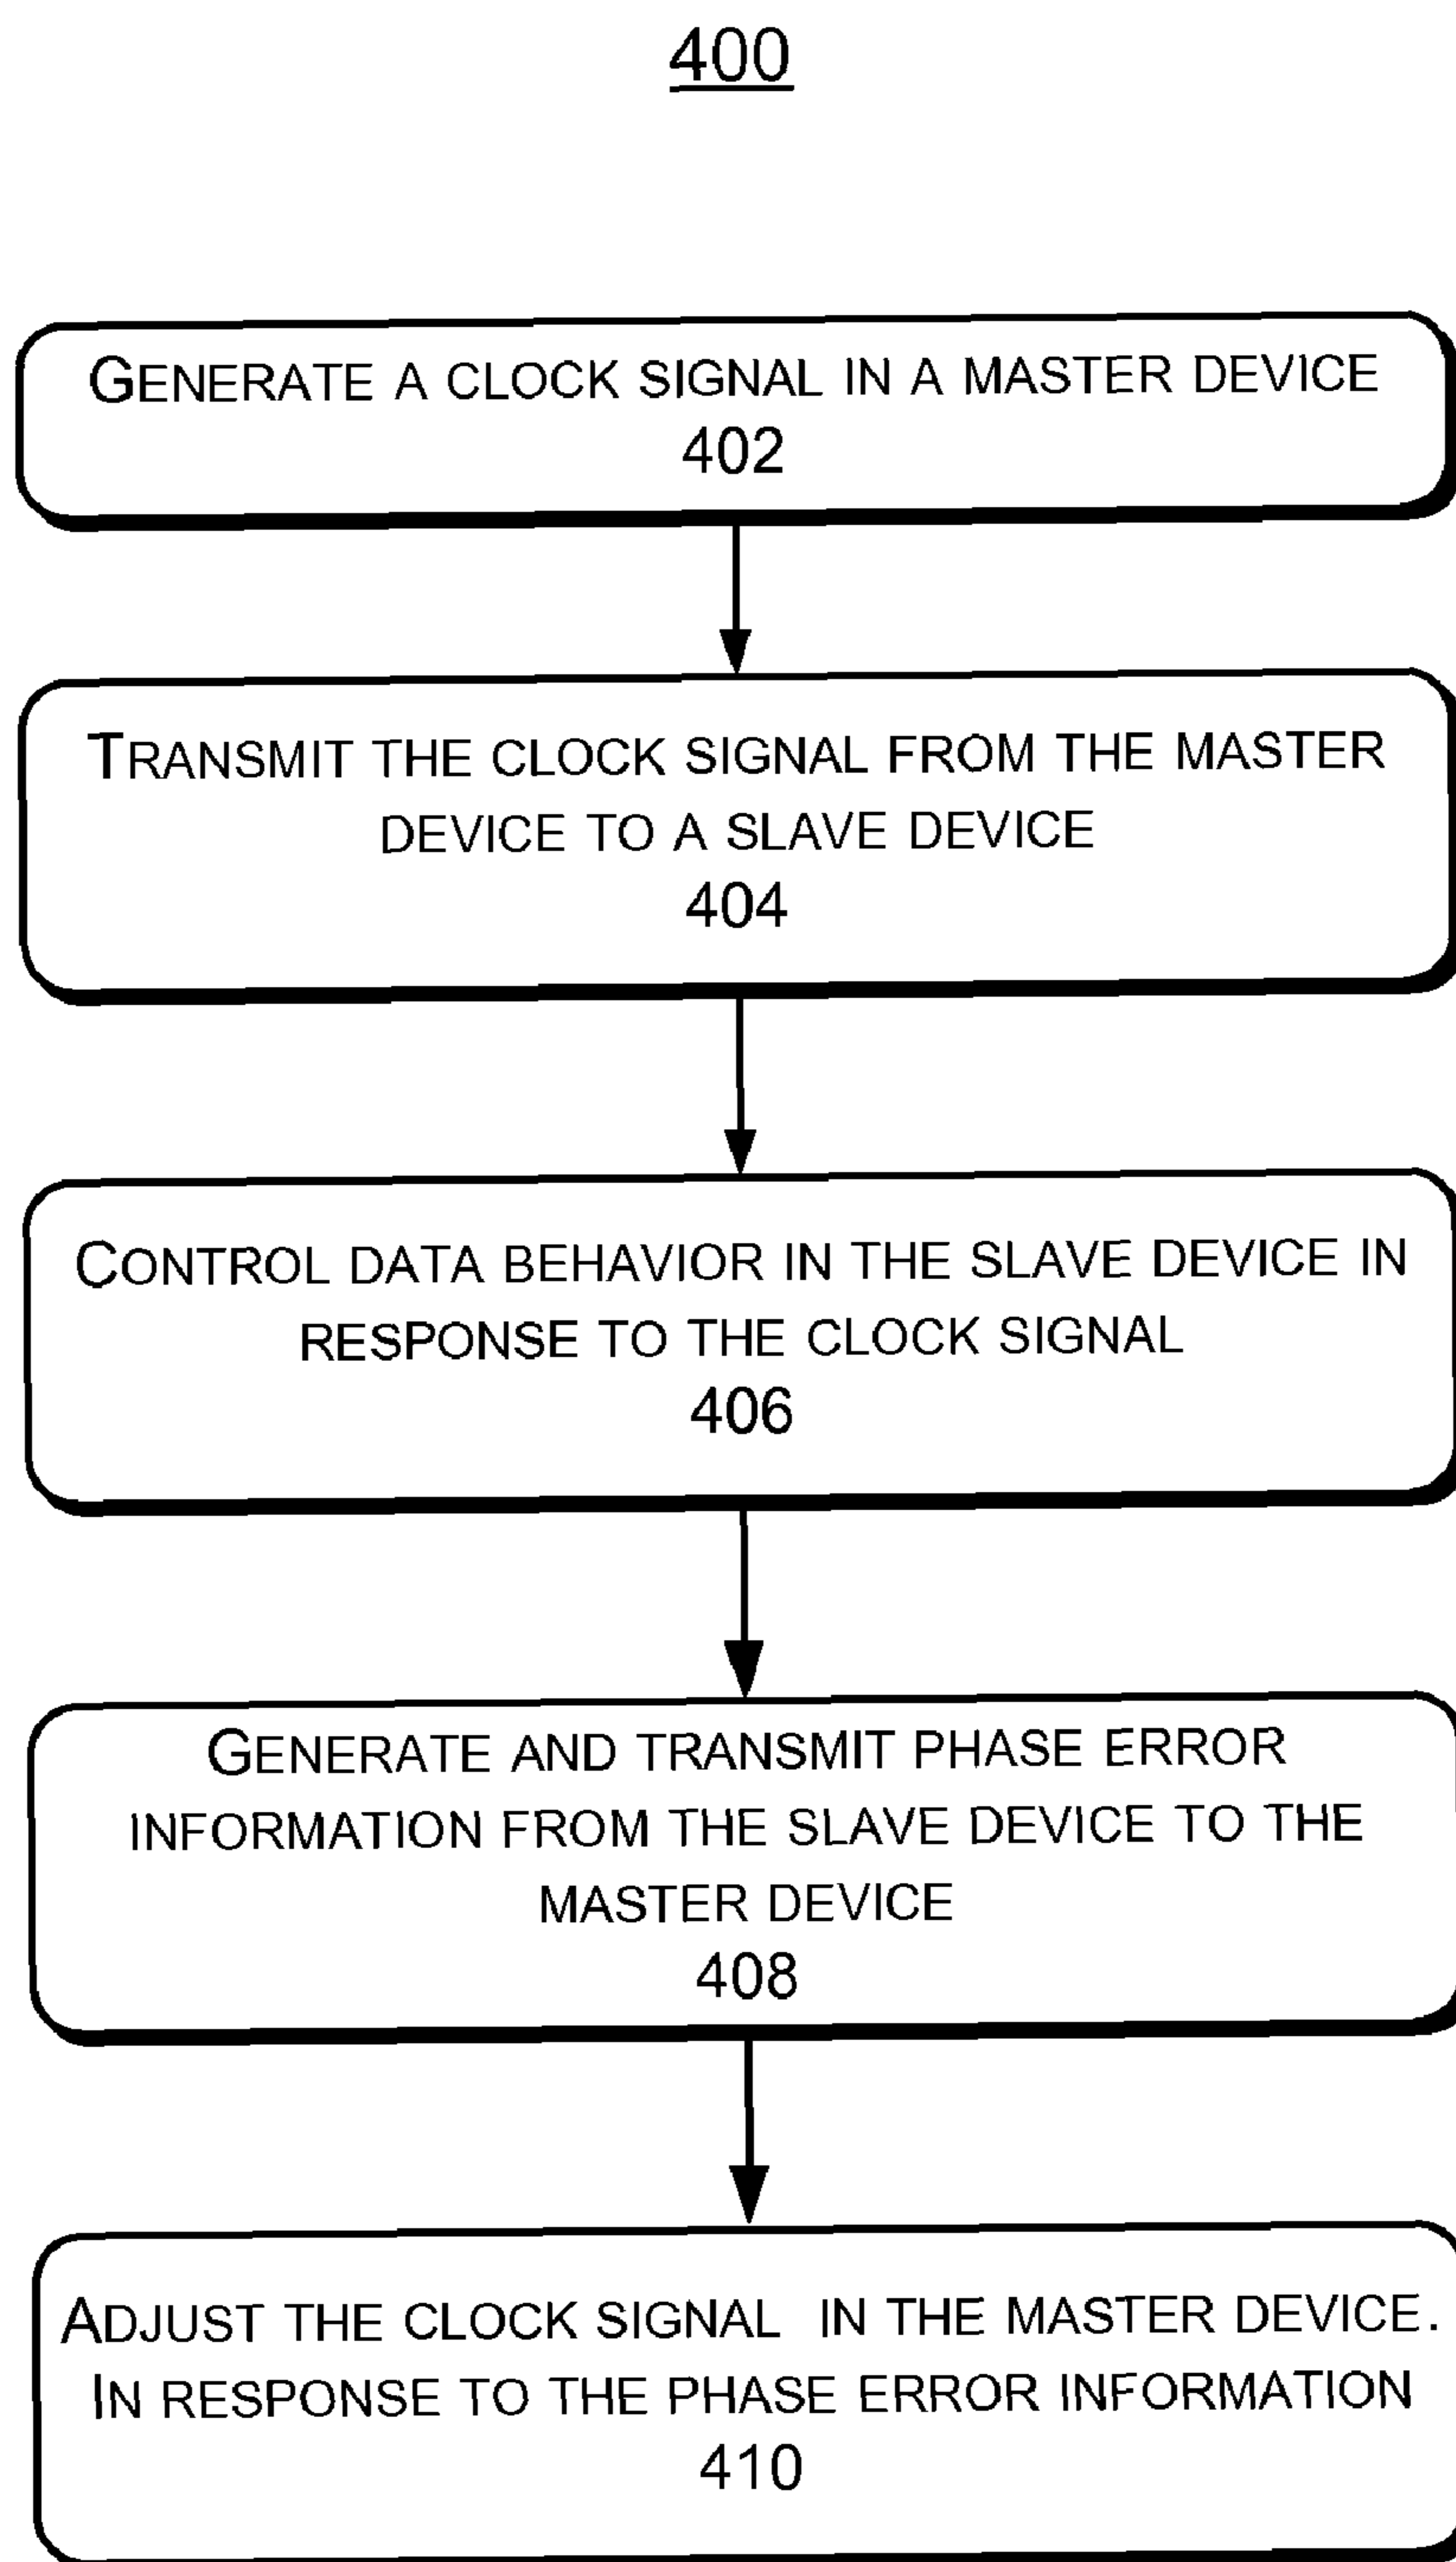 400
GENERATE A CLOCK SIGNAL IN A MASTER DEVICE
402
TRANSMIT THE CLOCK SIGNAL FROM THE MASTER
DEVICE TO A SLAVE DEVICE
404
CONTROL DATA BEHAVIOR IN THE SLAVE DEVICE IN
RESPONSE TO THE CLOCK SIGNAL
406
GENERATE AND TRANSMIT PHASE ERROR
INFORMATION FROM THE SLAVE DEVICE TO THE
MASTER DEVICE
408
ADJUST THE CLOCK SIGNAL IN THE MASTER DEVICE.
IN RESPONSE TO THE PHASE ERROR INFORMATION
410